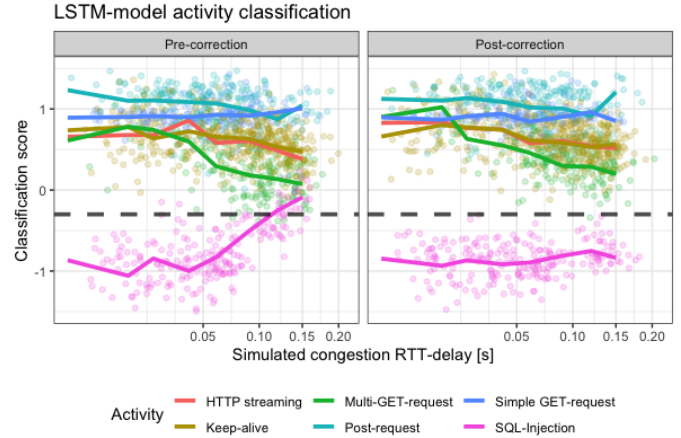 LSTM-model activity classification
Pre-correction Post-correction
Classification score
1
0
-1
0.05 0.10 0.15 0.20 0.05 0.10 0.15 0.20
Simulated congestion RTT-delay [s]
Activity
HTTP streaming Multi-GET-request Simple GET-request
Keep-alive Post-request SQL-Injection